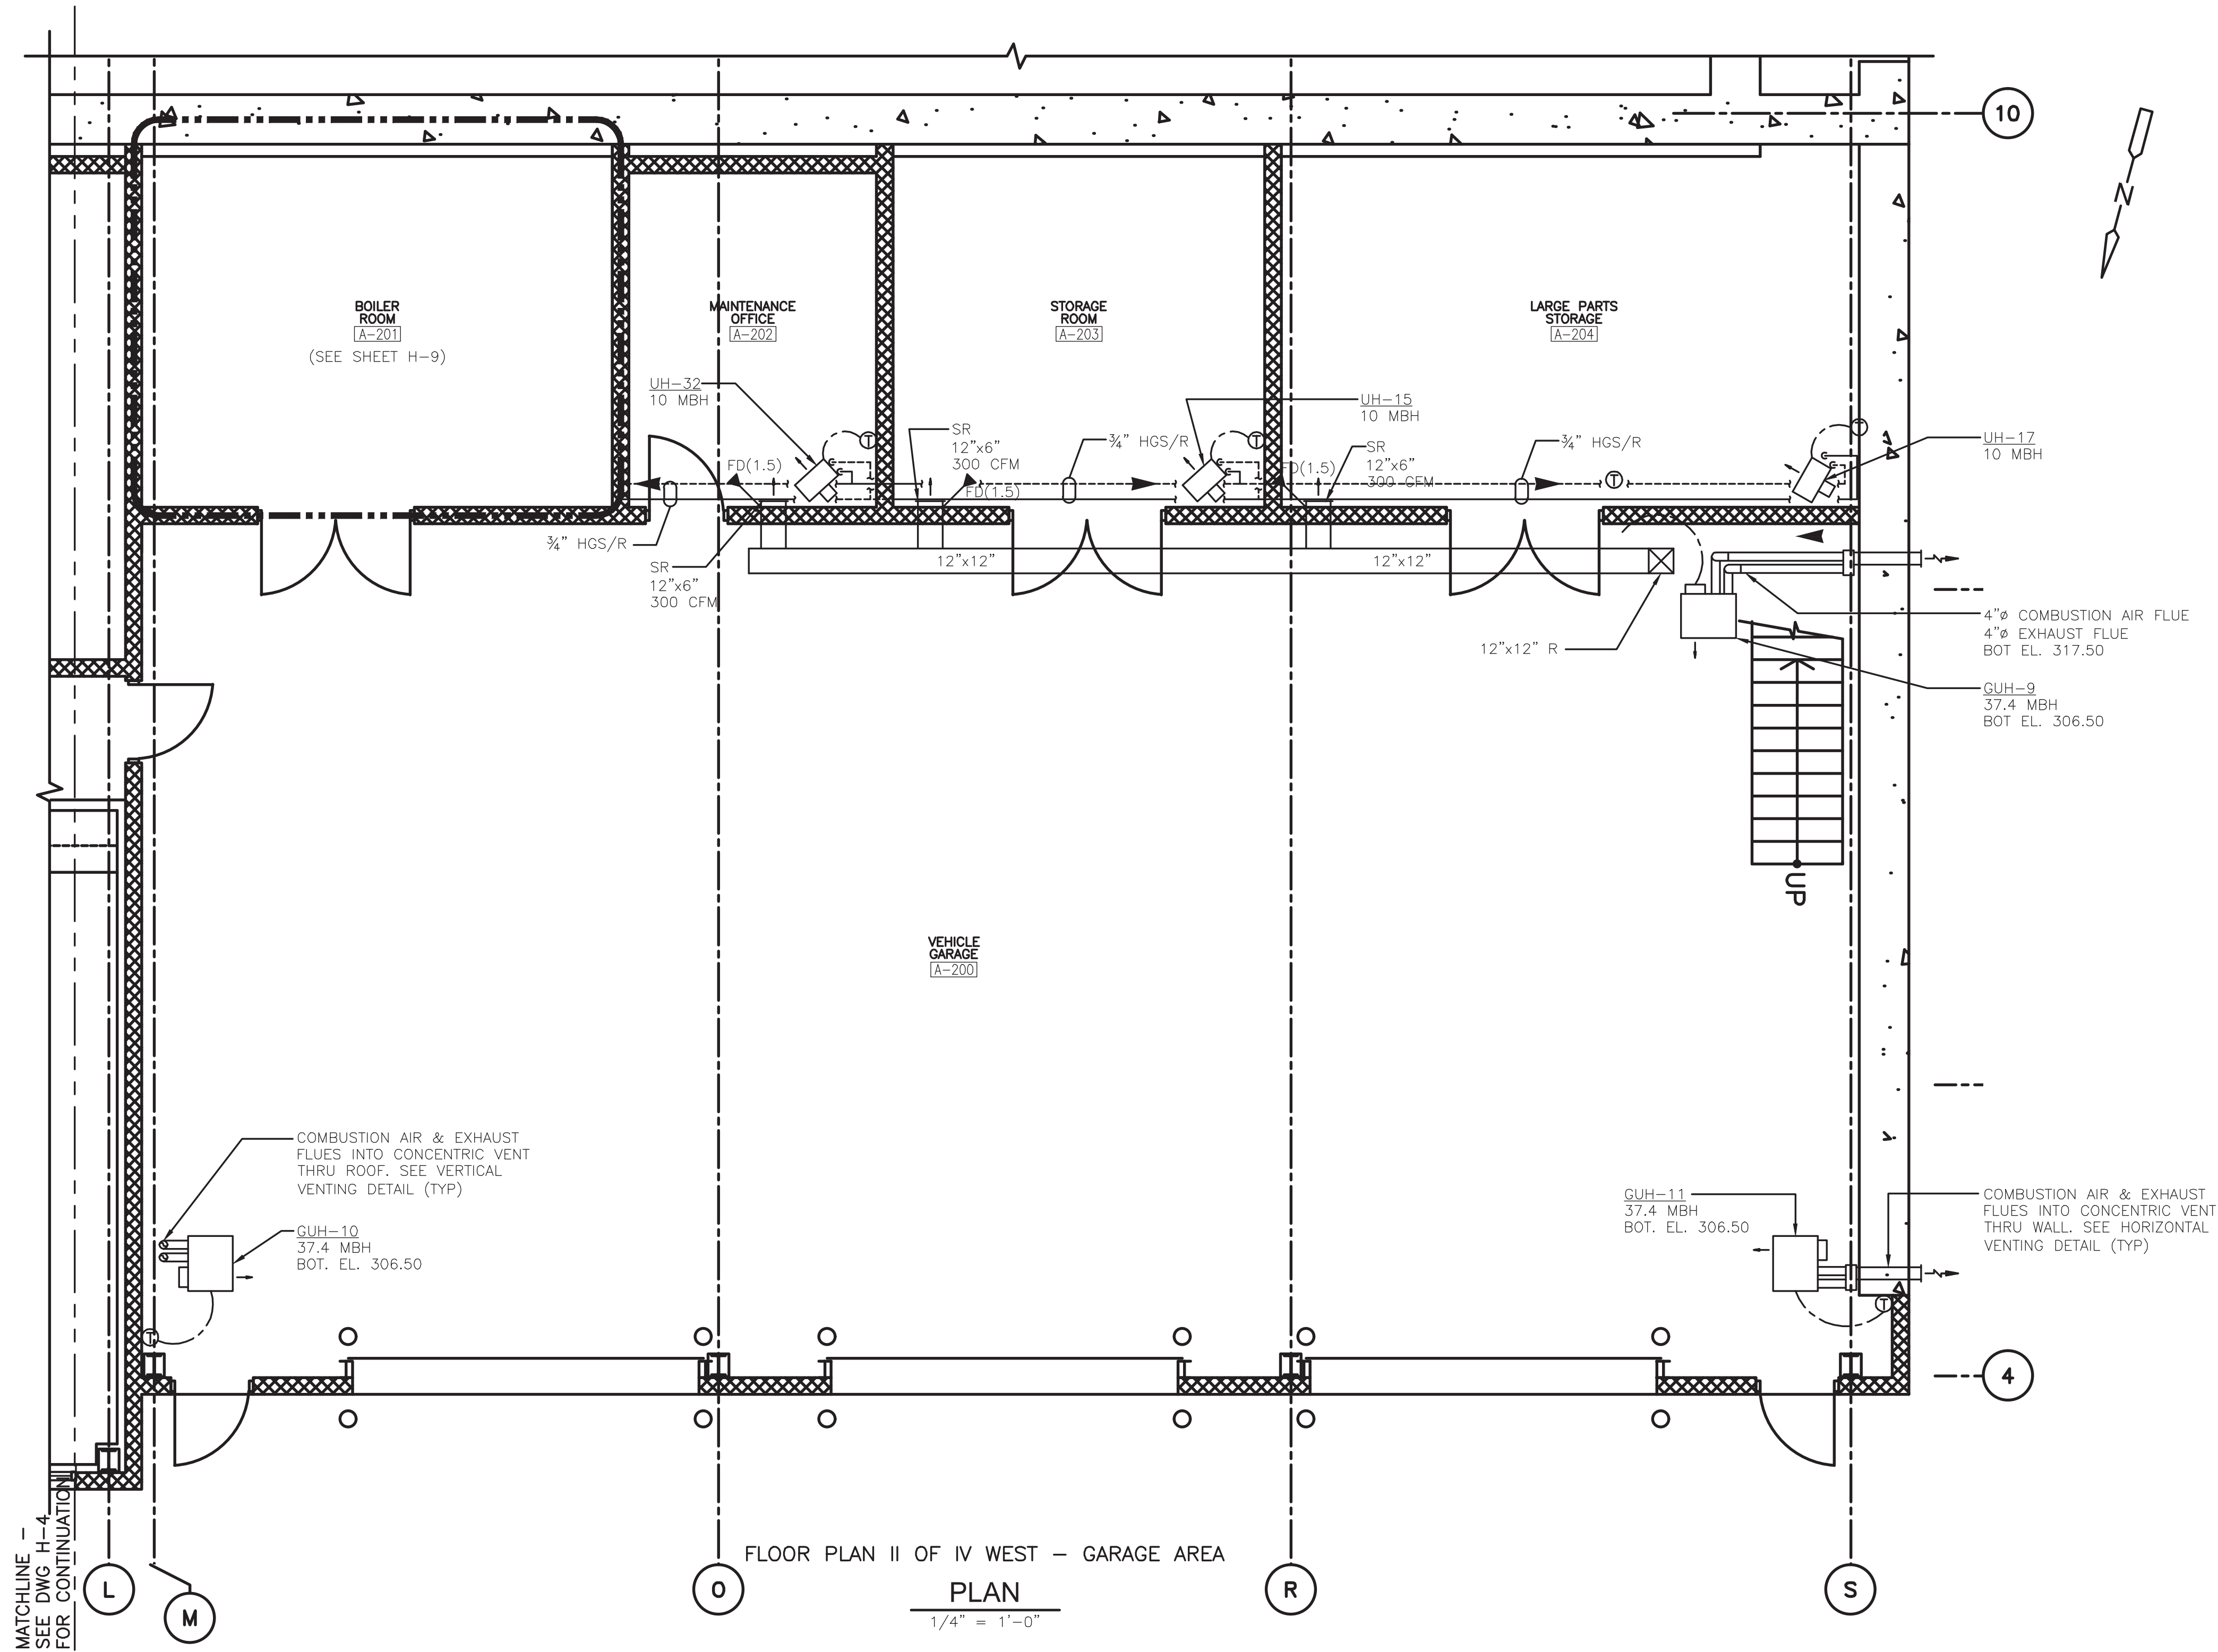 10
N
BOILER
ROOM
A-201
(SEE SHEET H-9)
MAINTENANCE
OFFICE
A-202
STORAGE
ROOM
A-203
LARGE PARTS
STORAGE
A-204
UH-32
10 MBH
UH-15
10 MBH
UH-17
10 MBH
SR
12"x6"
300 CFM
¾" HGS/R
SR
12"x6"
300 CFM
¾" HGS/R
FD(1.5)
FD(1.5)
FD(1.5)
T
T
T
T
¾" HGS/R
SR
12"x6"
300 CFM
12"x12"
12"x12"
12"x12" R
4"ø COMBUSTION AIR FLUE
4"ø EXHAUST FLUE
BOT EL. 317.50
GUH-9
37.4 MBH
BOT EL. 306.50
UP
VEHICLE
GARAGE
A-200
COMBUSTION AIR & EXHAUST
FLUES INTO CONCENTRIC VENT
THRU ROOF. SEE VERTICAL
VENTING DETAIL (TYP)
GUH-10
37.4 MBH
BOT. EL. 306.50
T
GUH-11
37.4 MBH
BOT. EL. 306.50
COMBUSTION AIR & EXHAUST
FLUES INTO CONCENTRIC VENT
THRU WALL. SEE HORIZONTAL
VENTING DETAIL (TYP)
T
4
MATCHLINE -
SEE DWG H-4
FOR CONTINUATION
L
M
O
R
S
FLOOR PLAN II OF IV WEST - GARAGE AREA
PLAN
1/4" = 1'-0"